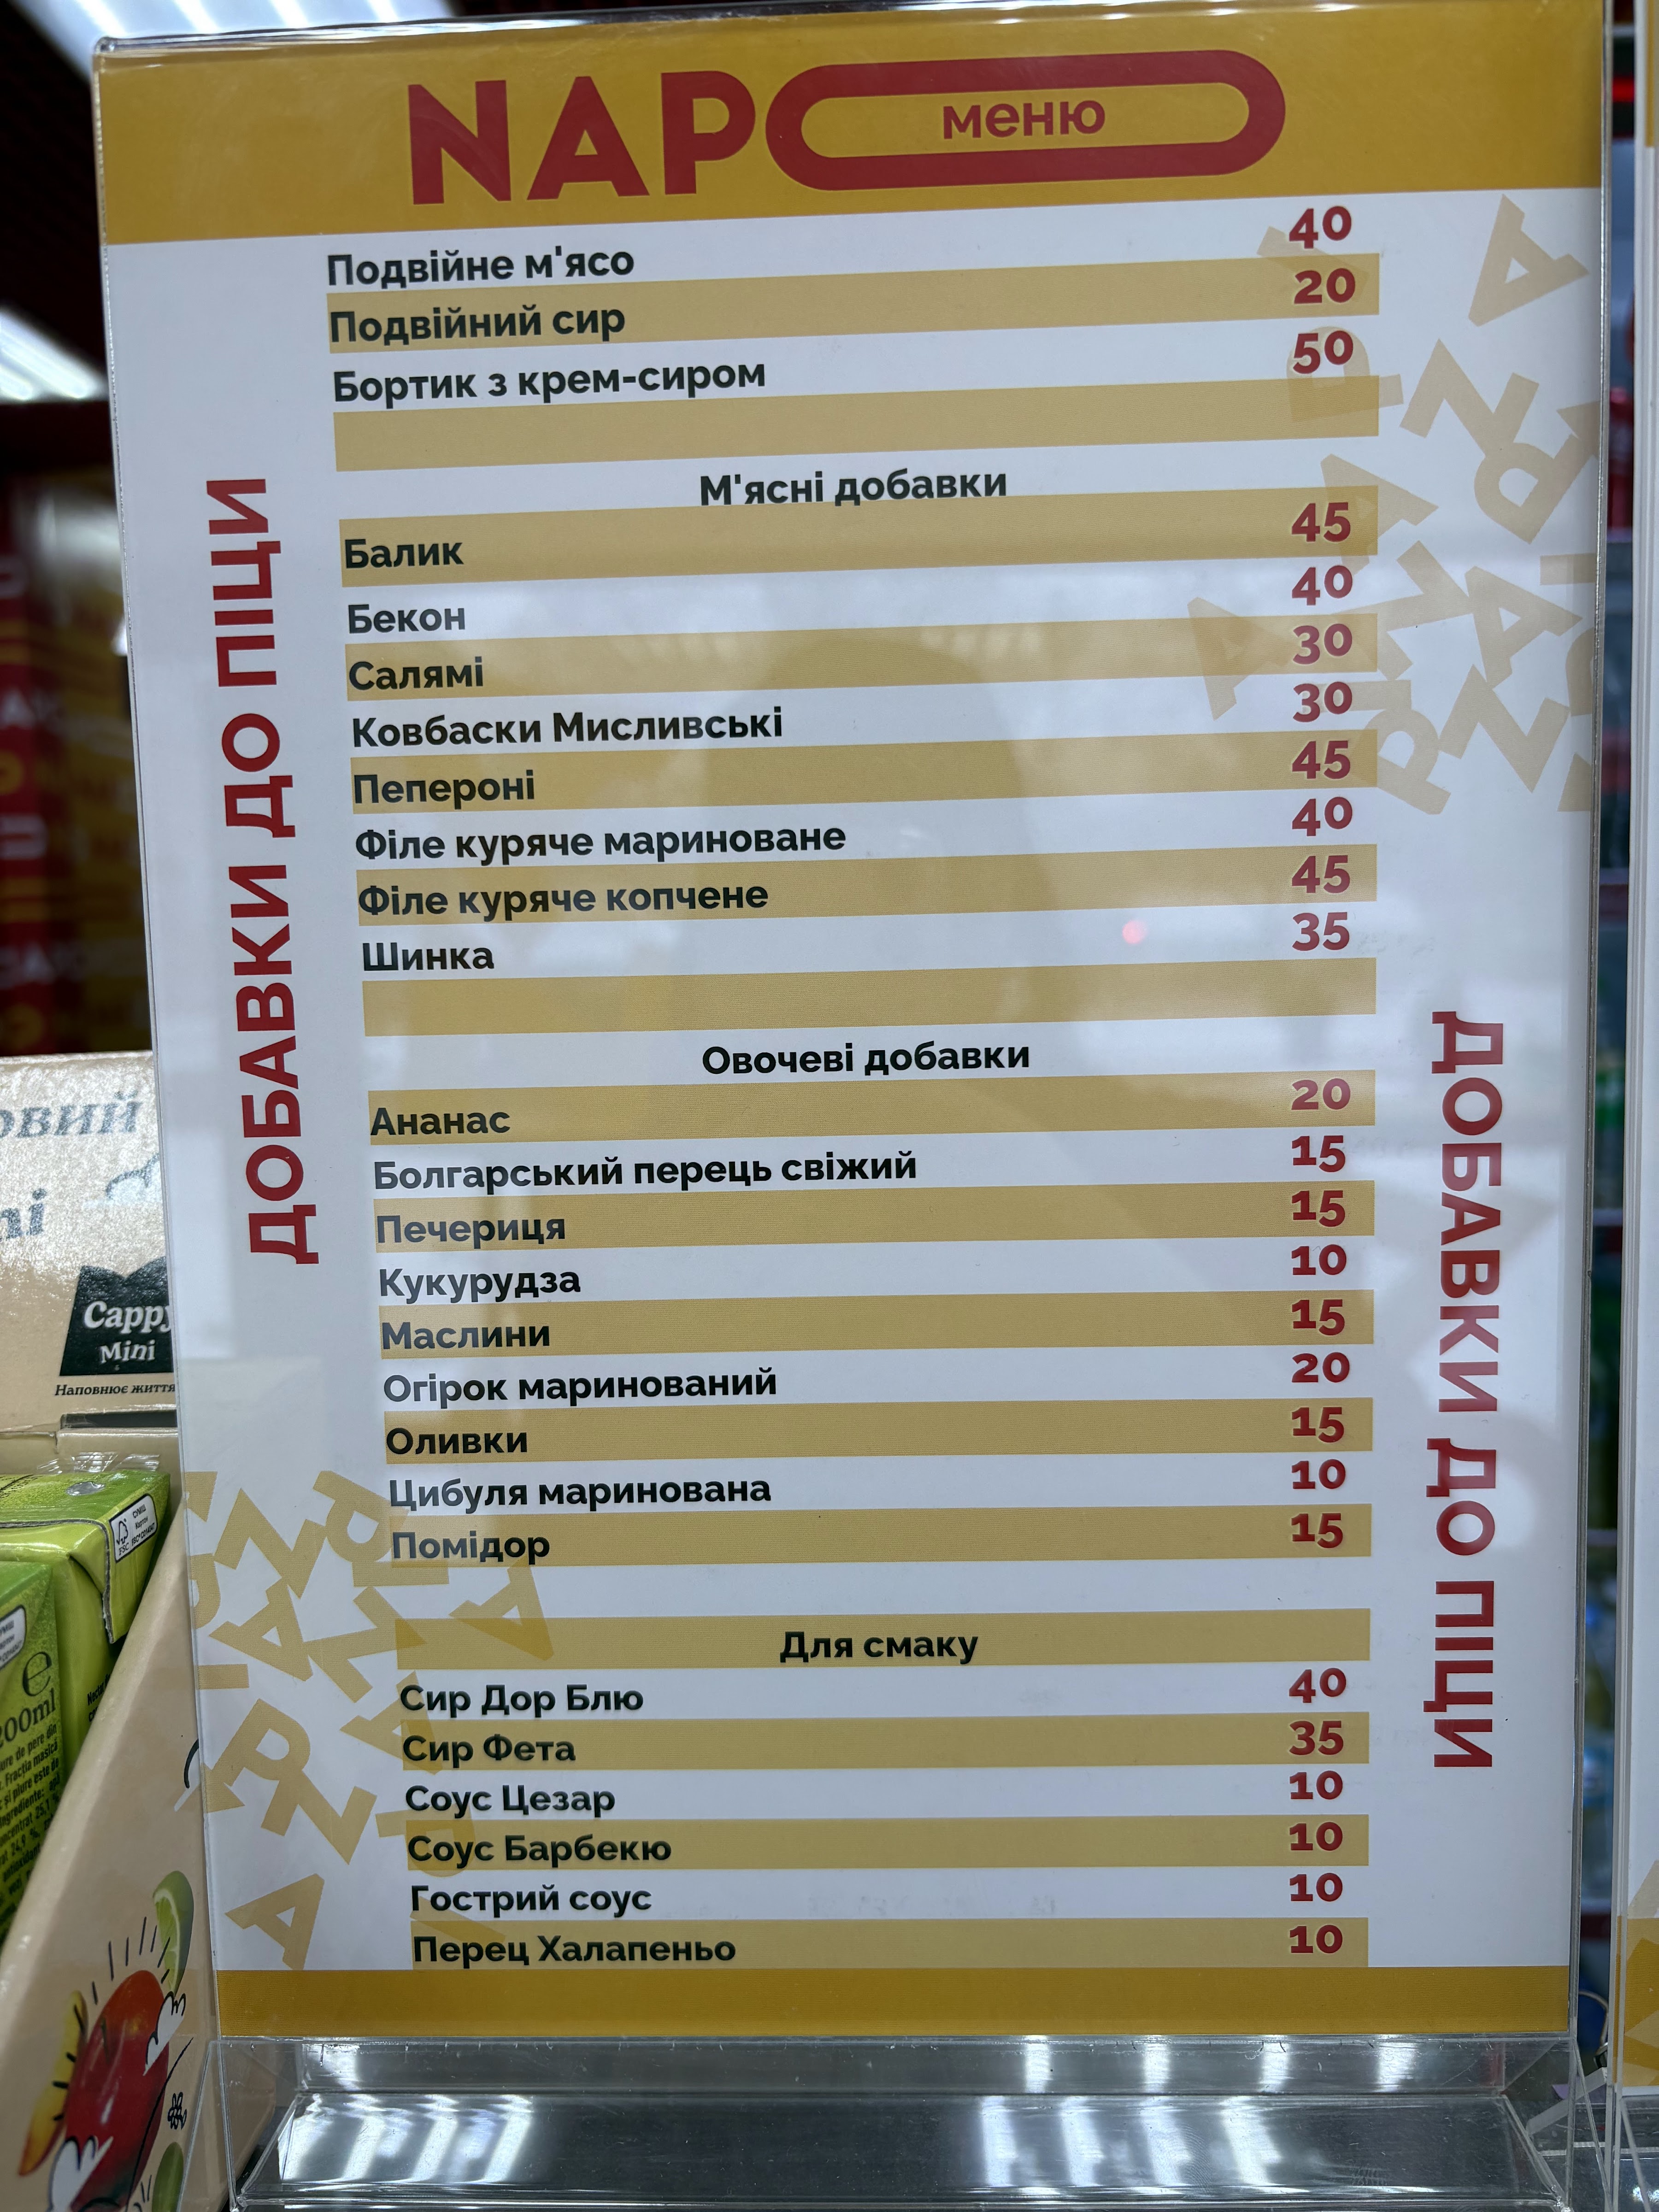 NAPO
меню
Подвійне м'ясо 40
Подвійний сир 20
Бортик з крем-сиром 50
М'ясні добавки
Балик 45
Бекон 40
Салямі 30
Ковбаски Мисливські 30
Пепероні 45
Філе куряче мариноване 40
Філе куряче копчене 45
Шинка 35
Овочеві добавки
Ананас 20
Болгарський перець свіжий 15
Печериця 15
Кукурудза 10
Маслини 15
Огірок маринований 20
Оливки 15
Цибуля маринована 10
Помідор 15
Для смаку
Сир Дор Блю 40
Сир Фета 35
Соус Цезар 10
Соус Барбекю 10
Гострий соус 10
Перец Халапеньо 10
ДОБАВКИ ДО ПІЦИ
ДОБАВКИ ДО ПІЦИ
Cappy
Mini
Наповнює життя